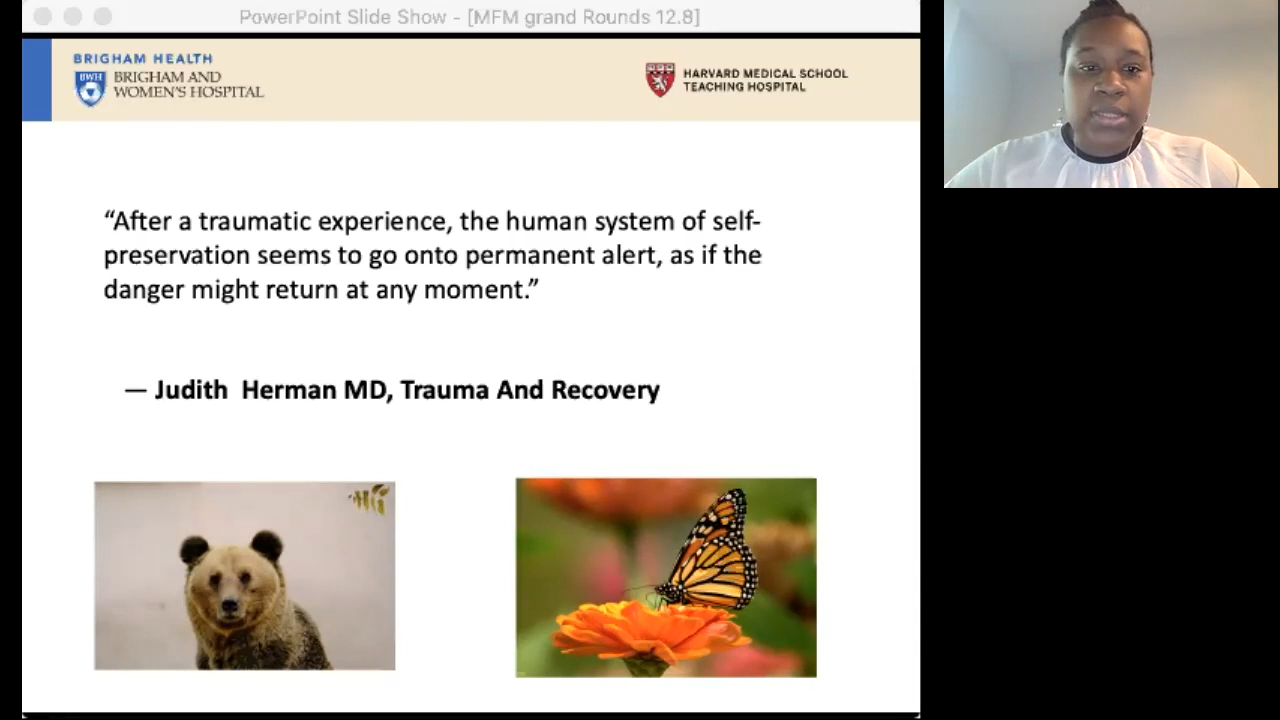 PowerPoint Slide Show - [MFM grand Rounds 12.8]
BRIGHAM HEALTH
BWH
BRIGHAM AND
WOMEN'S HOSPITAL
HARVARD MEDICAL SCHOOL
TEACHING HOSPITAL
“After a traumatic experience, the human system of self-
preservation seems to go onto permanent alert, as if the
danger might return at any moment.”
— Judith  Herman MD, Trauma And Recovery